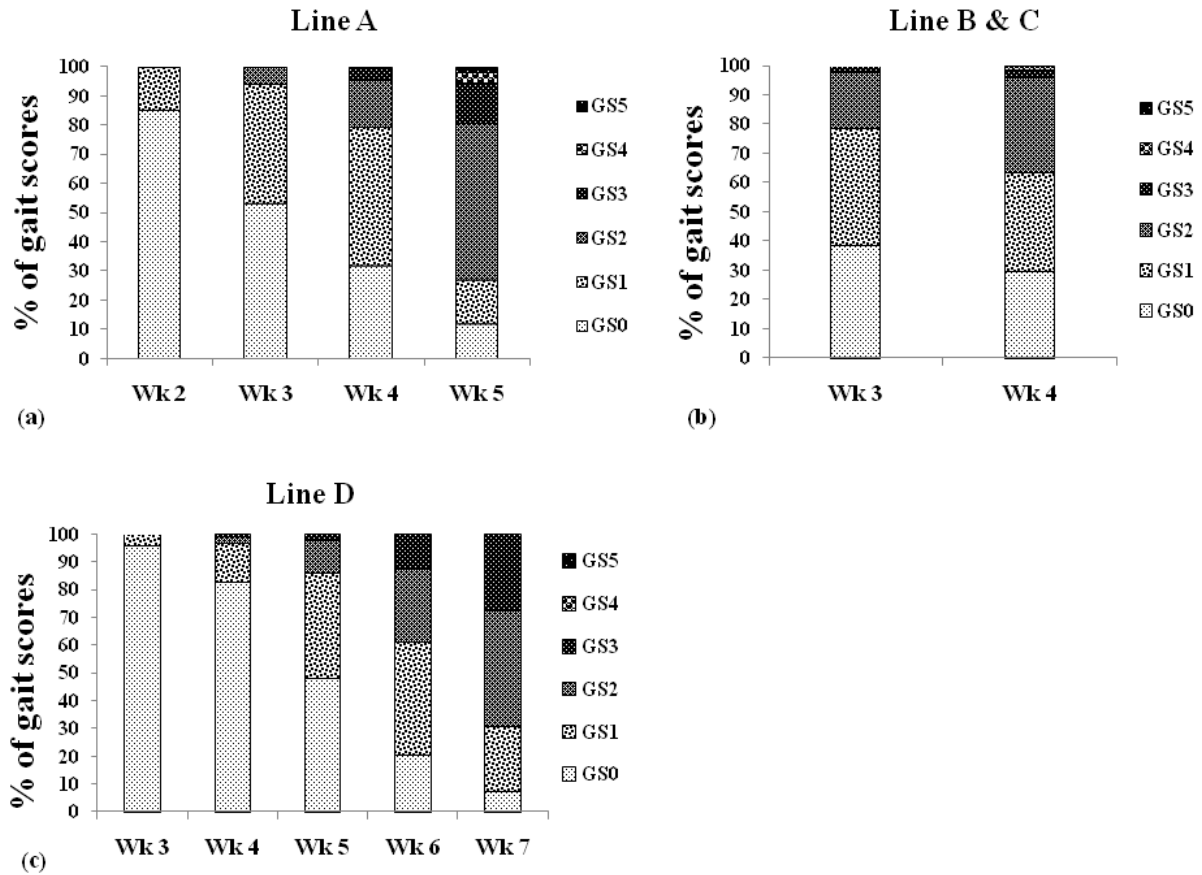 Line A
% of gait scores
100
90
80
70
60
50
40
30
20
10
0
Wk 2 Wk 3 Wk 4 Wk 5
GS5
GS4
GS3
GS2
GS1
GS0
(a)
Line B & C
% of gait scores
100
90
80
70
60
50
40
30
20
10
0
Wk 3 Wk 4
GS5
GS4
GS3
GS2
GS1
GS0
(b)
Line D
% of gait scores
100
90
80
70
60
50
40
30
20
10
0
Wk 3 Wk 4 Wk 5 Wk 6 Wk 7
GS5
GS4
GS3
GS2
GS1
GS0
(c)